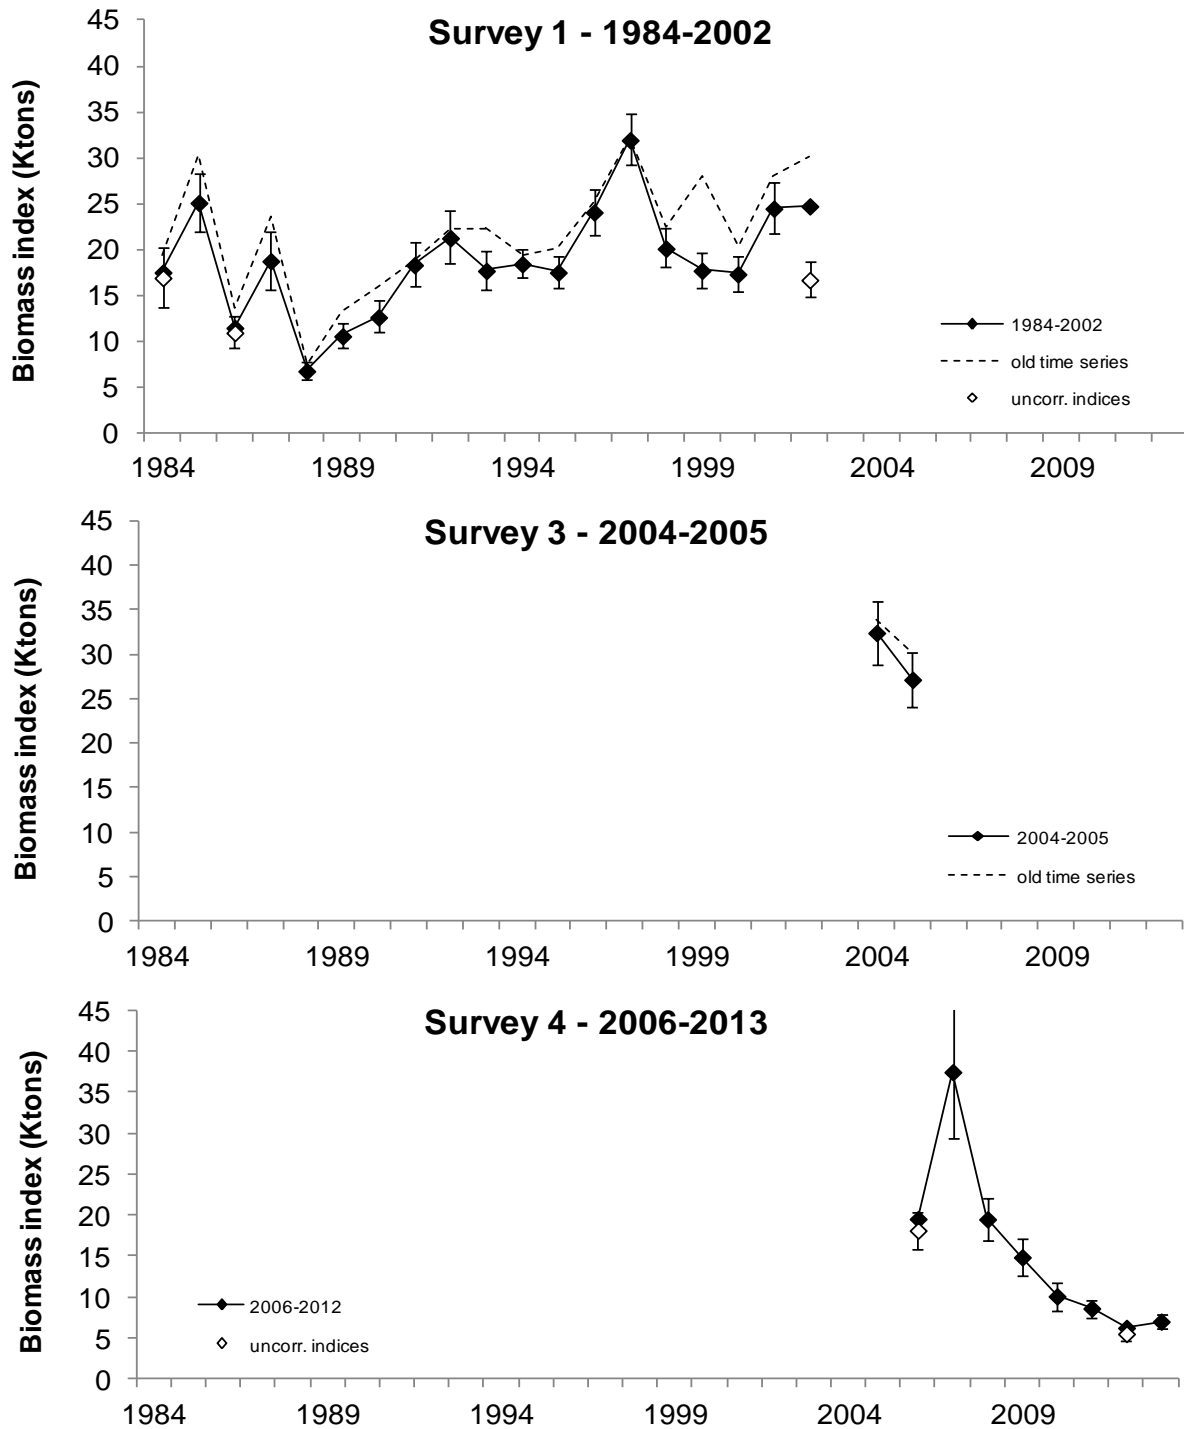 Survey 1 - 1984-2002
Biomass index (Ktons)
45
40
35
30
25
20
15
10
5
0
1984 1989 1994 1999 2004 2009
1984-2002
old time series
uncorr. indices
Survey 3 - 2004-2005
Biomass index (Ktons)
45
40
35
30
25
20
15
10
5
0
1984 1989 1994 1999 2004 2009
2004-2005
old time series
Survey 4 - 2006-2013
Biomass index (Ktons)
45
40
35
30
25
20
15
10
5
0
1984 1989 1994 1999 2004 2009
2006-2012
uncorr. indices